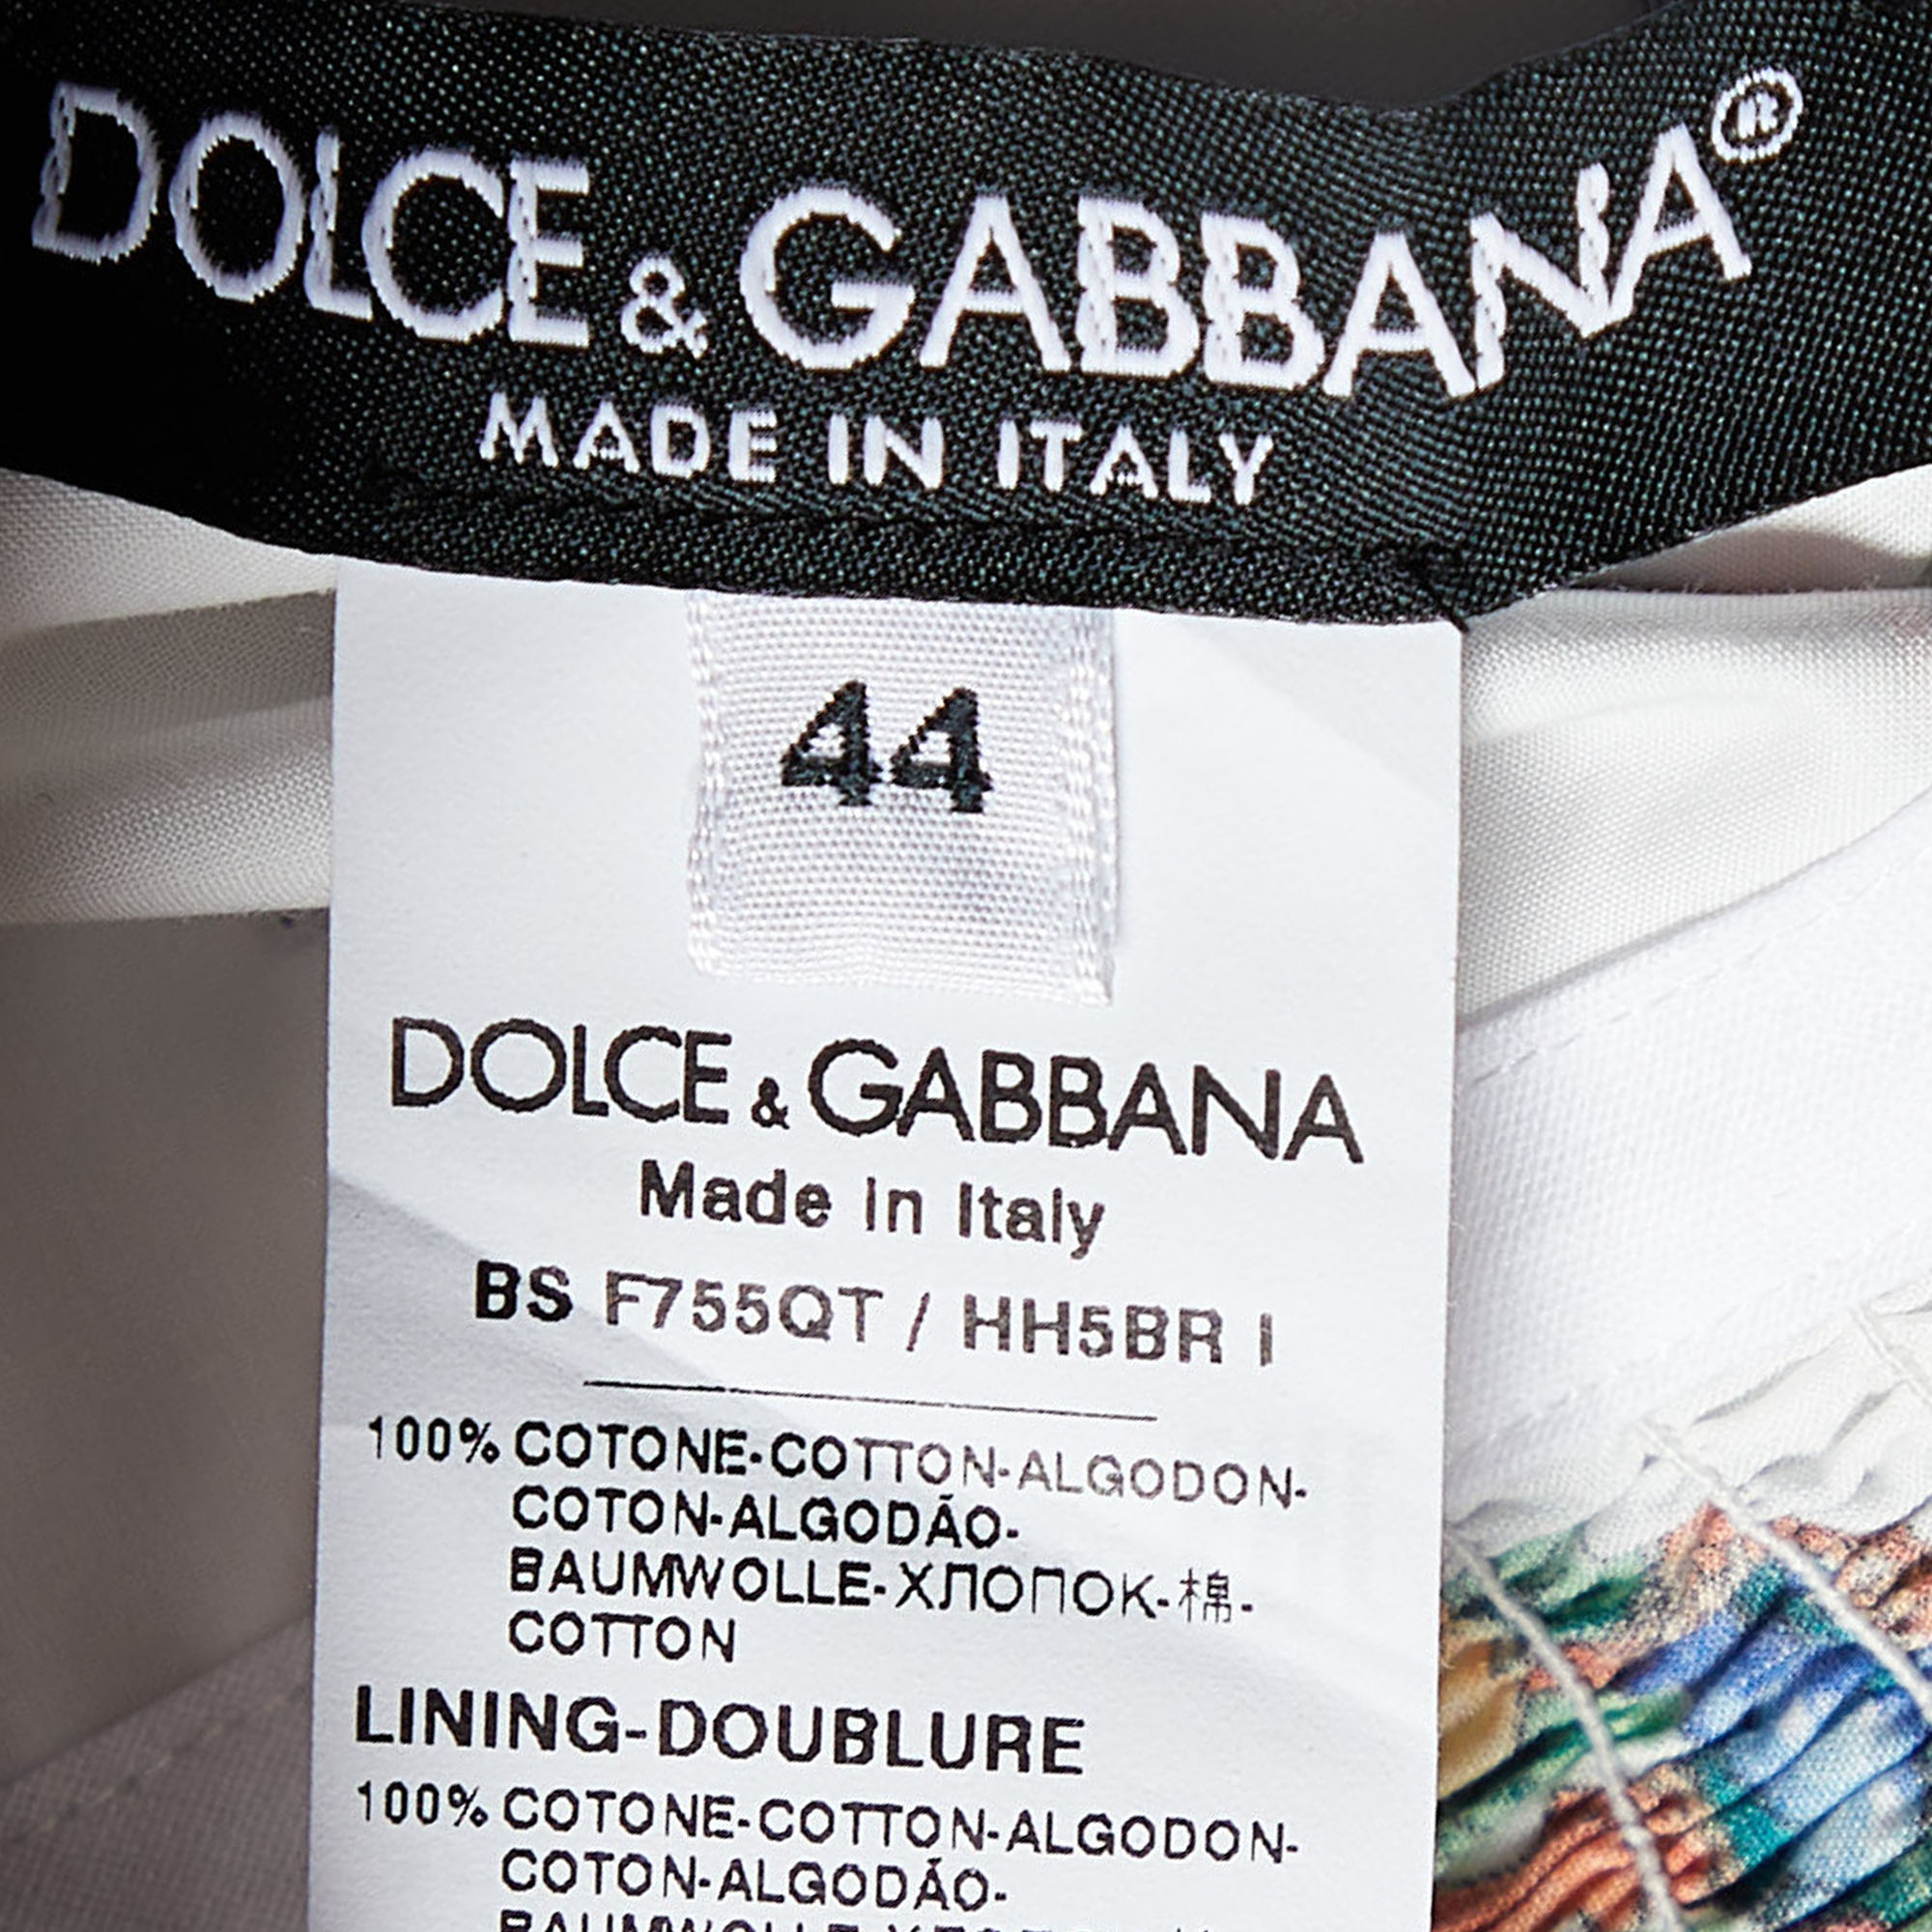 DOLCE & GABBANA®
MADE IN ITALY
44
DOLCE & GABBANA
Made in Italy
BS F755QT / HH5BR I
100% COTONE-COTTON-ALGODON-
COTON-ALGODÃO-
BAUMWOLLE-ХЛОПОК-棉-
COTTON
LINING-DOUBLURE
100% COTONE-COTTON-ALGODON-
COTON-ALGODÃO-